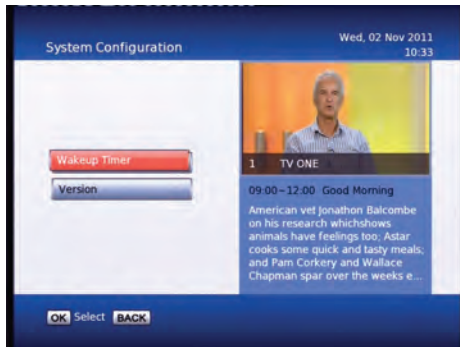 System Configuration
Wed, 02 Nov 2011
10:33
Wakeup Timer
Version
1 TV ONE
09:00~12:00 Good Morning
American vet Jonathon Balcombe
on his research whichshows
animals have feelings too; Astar
cooks some quick and tasty meals;
and Pam Corkery and Wallace
Chapman spar over the weeks e...
OK Select BACK